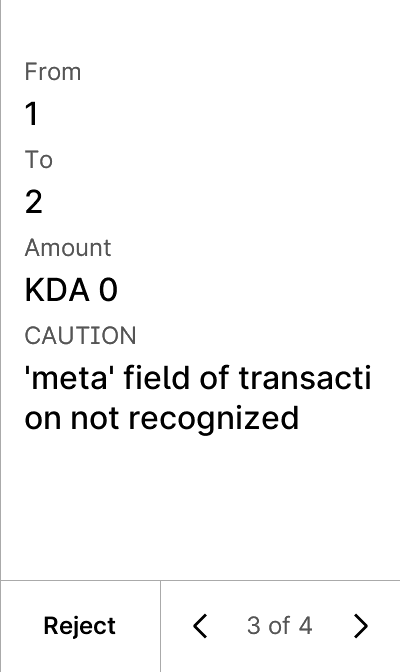 From
1
To
2
Amount
KDA 0
CAUTION
'meta' field of transacti
on not recognized
Reject
3 of 4